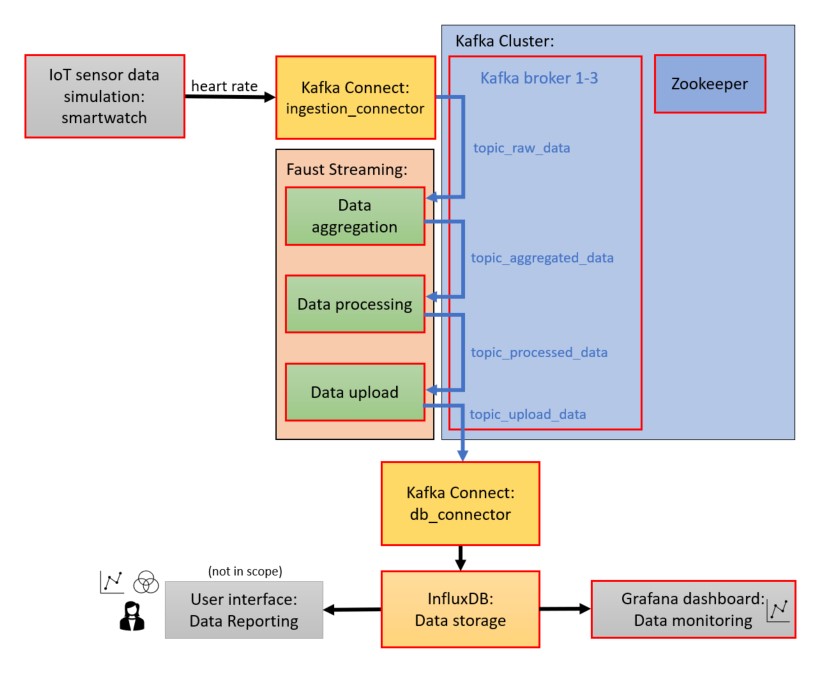 Kafka Cluster:
IoT sensor data
simulation:
smartwatch
heart rate
Kafka Connect:
ingestion_connector
Kafka broker 1-3
Zookeeper
topic_raw_data
Faust Streaming:
Data
aggregation
topic_aggregated_data
Data processing
topic_processed_data
Data upload
topic_upload_data
Kafka Connect:
db_connector
(not in scope)
User interface:
Data Reporting
InfluxDB:
Data storage
Grafana dashboard:
Data monitoring